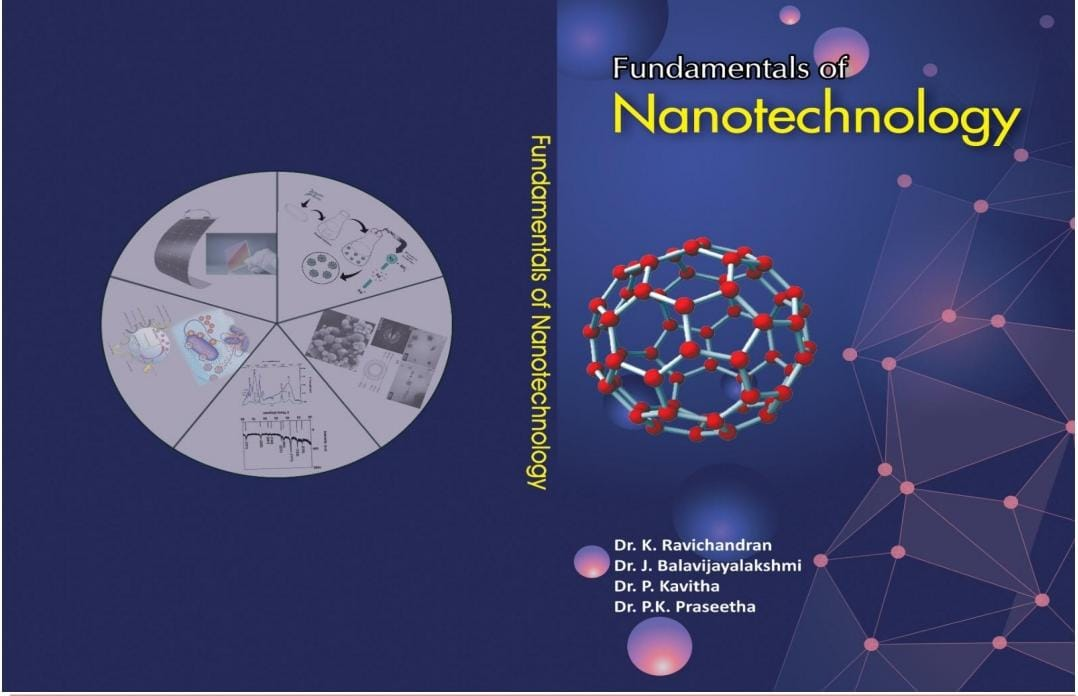 Fundamentals of
Nanotechnology
Fundamentals of Nanotechnology
Dr. K. Ravichandran
Dr. J. Balavijayalakshmi
Dr. P. Kavitha
Dr. P.K. Praseetha